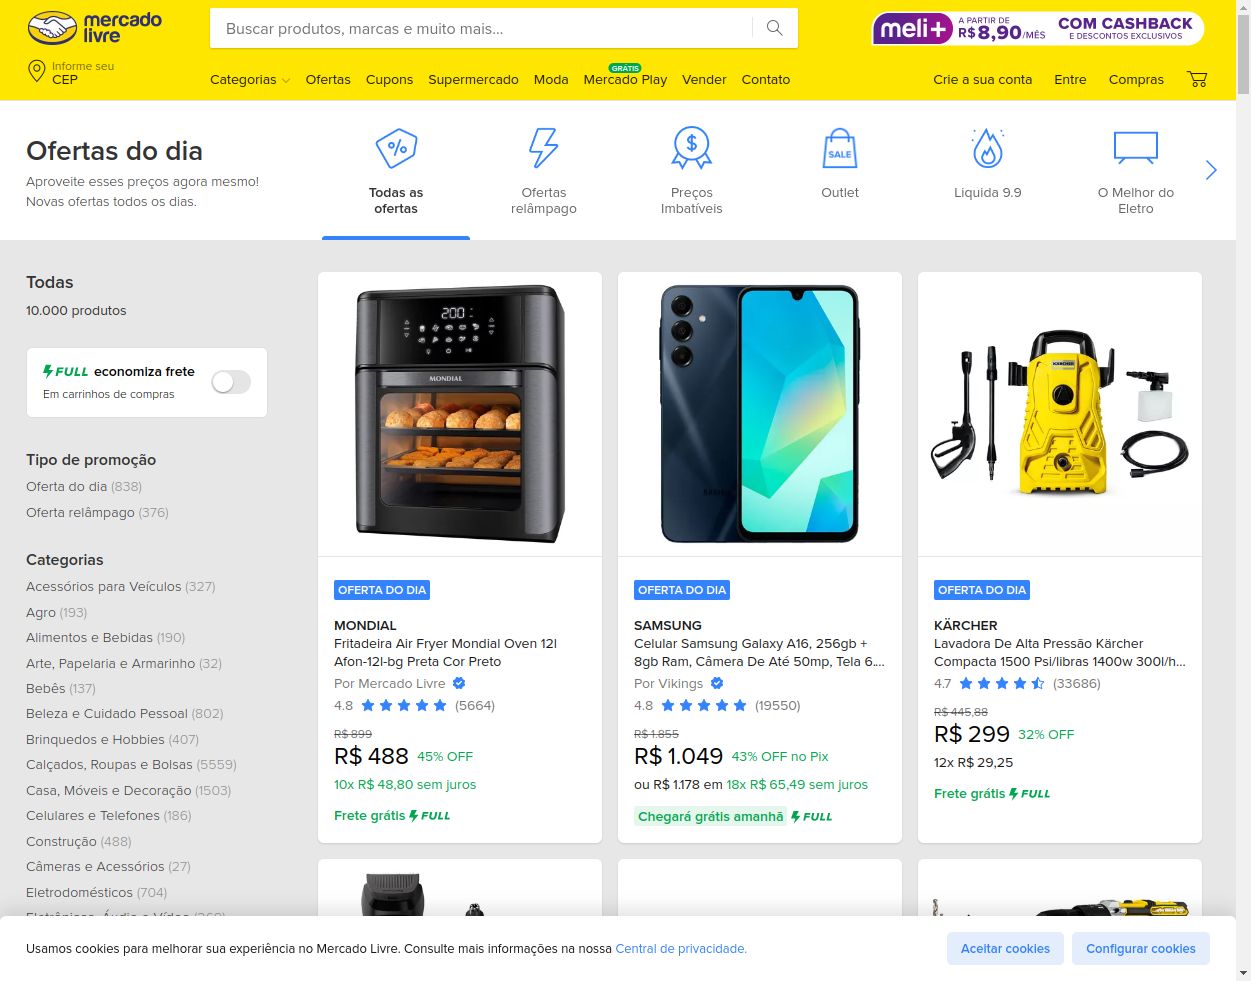 mercado
livre
Buscar produtos, marcas e muito mais...
meli+
A PARTIR DE
R$8,90/MÊS
COM CASHBACK
E DESCONTOS EXCLUSIVOS
Informe seu
CEP
GRÁTIS
Categorias Ofertas Cupons Supermercado Moda Mercado Play Vender Contato
Crie a sua conta Entre Compras
Ofertas do dia
Aproveite esses preços agora mesmo!
Novas ofertas todos os dias.
Todas as
ofertas
Ofertas
relâmpago
Preços
Imbatíveis
SALE
Outlet
Liquida 9.9
O Melhor do
Eletro
Todas
10.000 produtos
FULL economiza frete
Em carrinhos de compras
Tipo de promoção
Oferta do dia (838)
Oferta relâmpago (376)
Categorias
Acessórios para Veículos (327)
Agro (193)
Alimentos e Bebidas (190)
Arte, Papelaria e Armarinho (32)
Bebês (137)
Beleza e Cuidado Pessoal (802)
Brinquedos e Hobbies (407)
Calçados, Roupas e Bolsas (5559)
Casa, Móveis e Decoração (1503)
Celulares e Telefones (186)
Construção (488)
Câmeras e Acessórios (27)
Eletrodomésticos (704)
200
MONDIAL
OFERTA DO DIA
MONDIAL
Fritadeira Air Fryer Mondial Oven 12l
Afon-12l-bg Preta Cor Preto
Por Mercado Livre
4.8 (5664)
R$ 899
R$ 488 45% OFF
10x R$ 48,80 sem juros
Frete grátis FULL
OFERTA DO DIA
SAMSUNG
Celular Samsung Galaxy A16, 256gb +
8gb Ram, Câmera De Até 50mp, Tela 6....
Por Vikings
4.8 (19550)
R$ 1.855
R$ 1.049 43% OFF no Pix
ou R$ 1.178 em 18x R$ 65,49 sem juros
Chegará grátis amanhã FULL
KÄRCHER
OFERTA DO DIA
KÄRCHER
Lavadora De Alta Pressão Kärcher
Compacta 1500 Psi/libras 1400w 300l/h...
4.7 (33686)
R$ 445,88
R$ 299 32% OFF
12x R$ 29,25
Frete grátis FULL
Usamos cookies para melhorar sua experiência no Mercado Livre. Consulte mais informações na nossa Central de privacidade.
Aceitar cookies
Configurar cookies